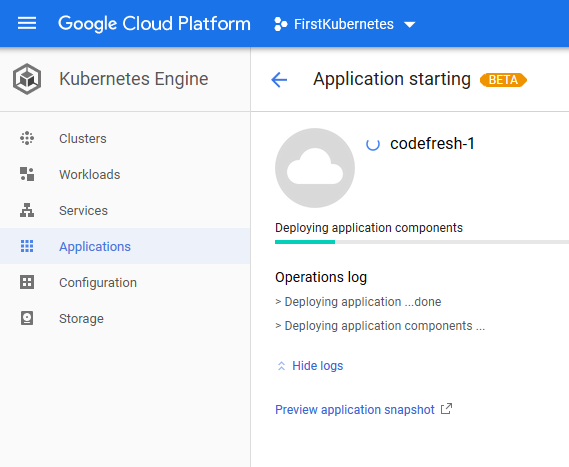 Google Cloud Platform
FirstKubernetes
Kubernetes Engine
Application starting BETA
Clusters
Workloads
Services
Applications
Configuration
Storage
codefresh-1
Deploying application components
Operations log
> Deploying application ...done
> Deploying application components ...
Hide logs
Preview application snapshot